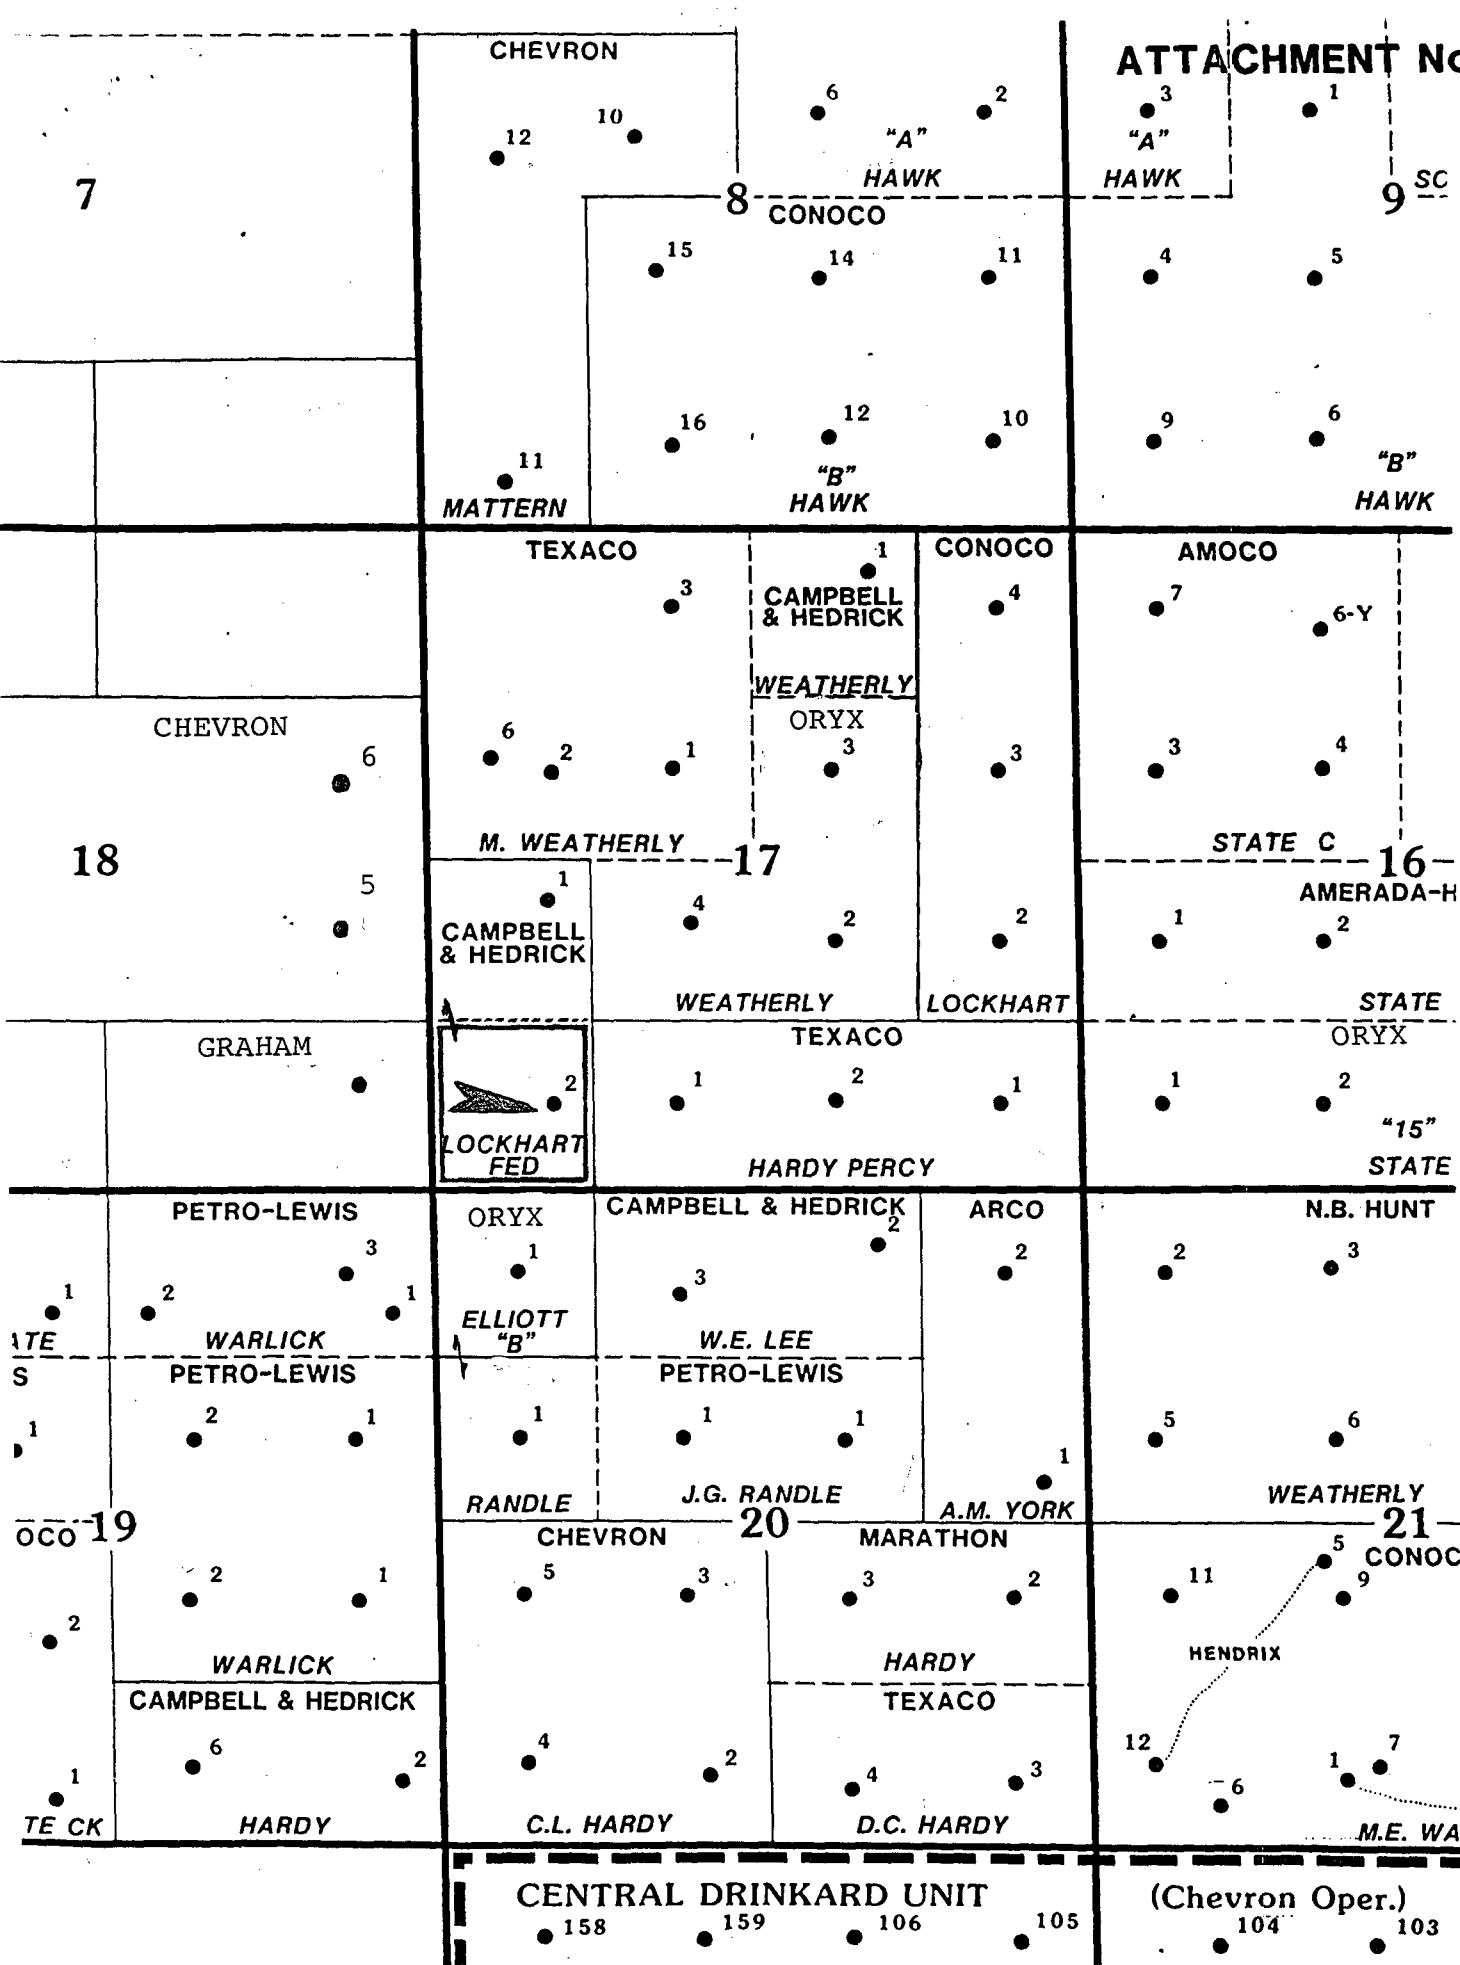 ATTACHMENT No
CHEVRON
6
2
3
1
12
10
"A"
"A"
HAWK
HAWK
7
8
9
SC
CONOCO
15
14
11
4
5
16
12
10
9
6
11
"B"
"B"
MATTERN
HAWK
HAWK
TEXACO
1
CONOCO
AMOCO
3
CAMPBELL
& HEDRICK
4
7
6-Y
WEATHERLY
CHEVRON
ORYX
6
6
2
1
3
3
3
4
M. WEATHERLY
STATE C
18
17
16
5
1
AMERADA-H
4
2
2
1
2
CAMPBELL
& HEDRICK
WEATHERLY
LOCKHART
STATE
GRAHAM
TEXACO
ORYX
2
1
2
1
1
2
"15"
LOCKHART
FED
HARDY PERCY
STATE
PETRO-LEWIS
ORYX
CAMPBELL & HEDRICK
ARCO
N.B. HUNT
3
1
2
2
2
3
1
2
1
3
ATE
WARLICK
ELLIOTT
"B"
W.E. LEE
S
PETRO-LEWIS
PETRO-LEWIS
1
2
1
1
1
1
5
6
1
RANDLE
J.G. RANDLE
A.M. YORK
WEATHERLY
OCO
19
20
21
CHEVRON
MARATHON
5
CONOC
2
1
5
3
3
2
11
9
2
WARLICK
HARDY
HENDRIX
CAMPBELL & HEDRICK
TEXACO
1
6
2
4
2
4
3
12
6
1
7
TE CK
HARDY
C.L. HARDY
D.C. HARDY
M.E. WA
CENTRAL DRINKARD UNIT
(Chevron Oper.)
158
159
106
105
104
103